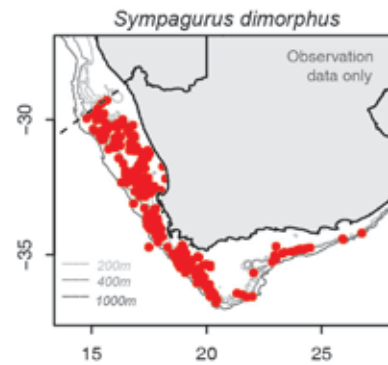 Sympagurus dimorphus
Observation
data only
−30
−35
200m
400m
1000m
15
20
25